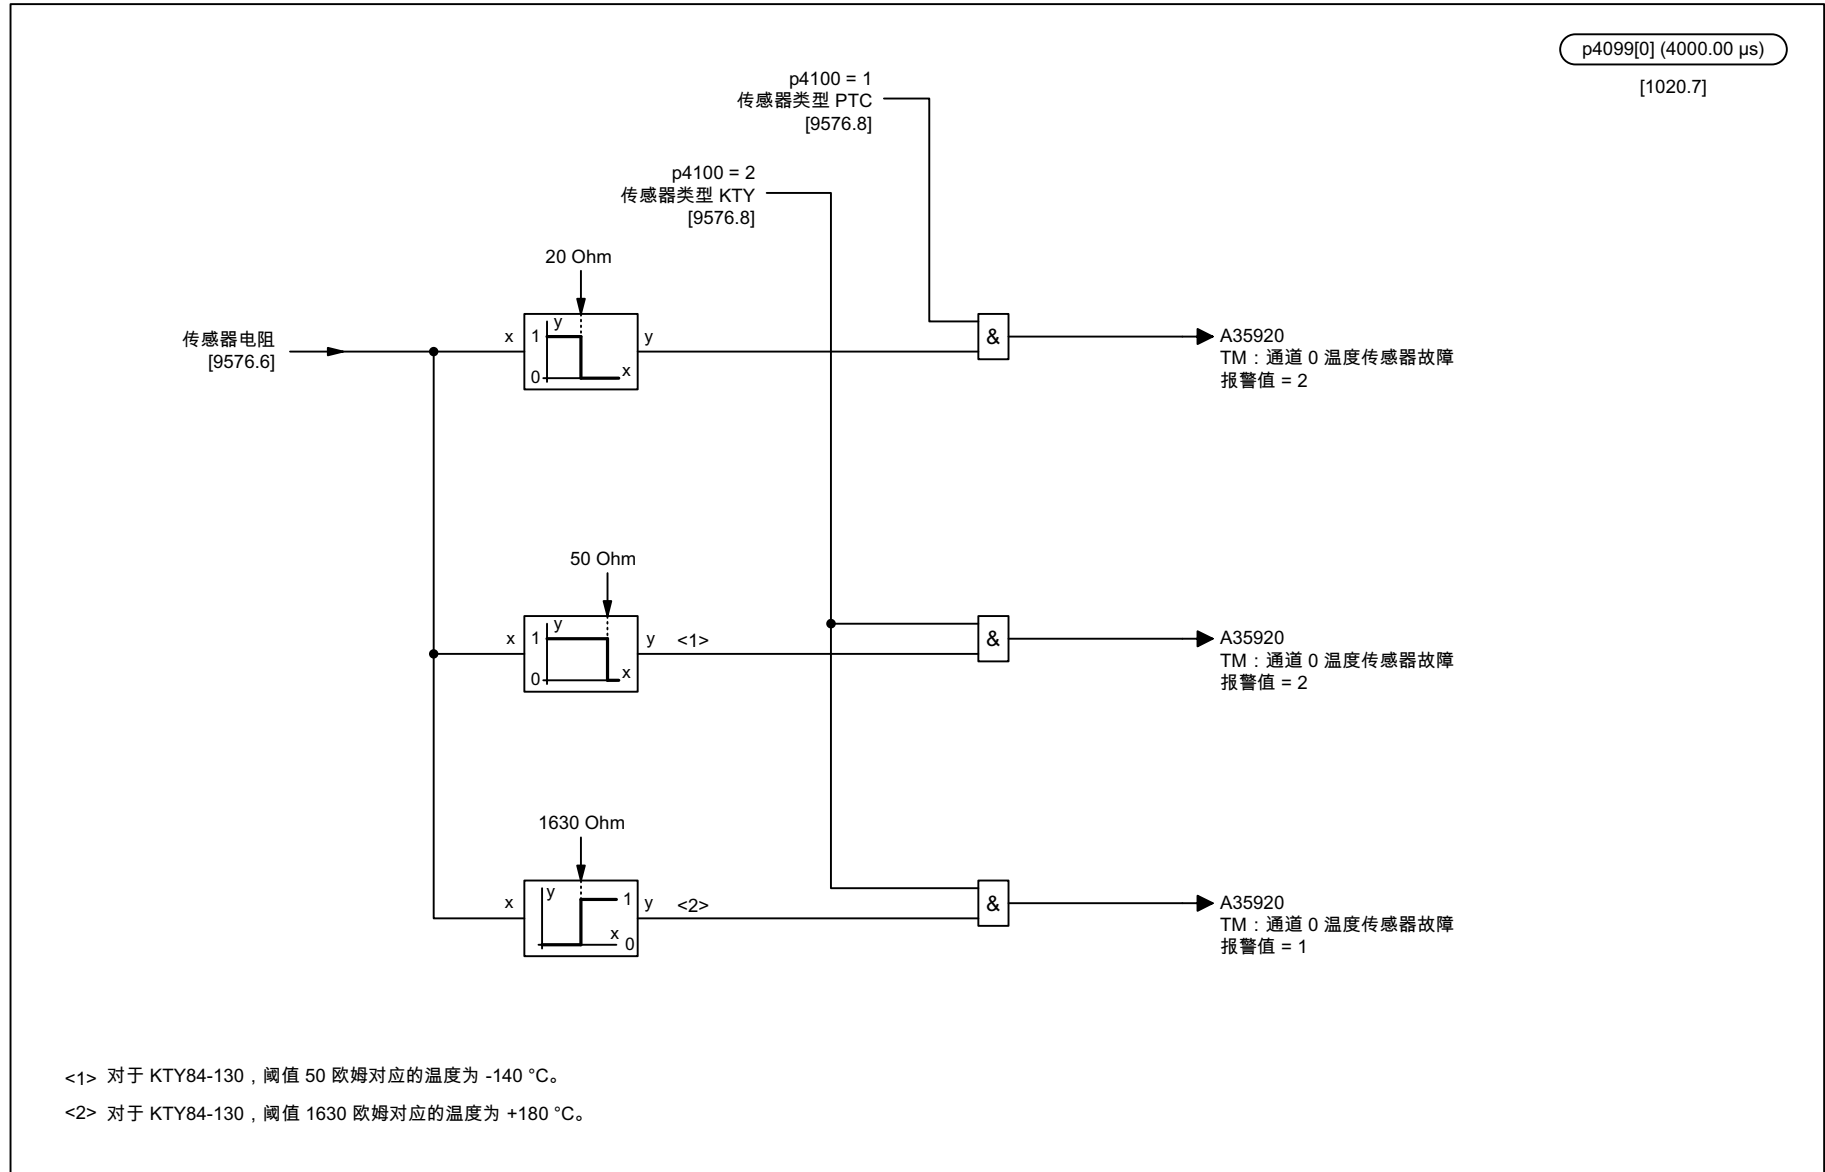 p4099[0] (4000.00 µs)
[1020.7]
p4100 = 1
传感器类型 PTC
[9576.8]
p4100 = 2
传感器类型 KTY
[9576.8]
20 Ohm
传感器电阻
[9576.6]
x
1
y
0
x
y
&
A35920
TM：通道 0 温度传感器故障
报警值 = 2
50 Ohm
x
1
y
0
x
y <1>
&
A35920
TM：通道 0 温度传感器故障
报警值 = 2
1630 Ohm
x
y
1
x
0
y <2>
&
A35920
TM：通道 0 温度传感器故障
报警值 = 1
<1> 对于 KTY84-130，阈值 50 欧姆对应的温度为 -140 °C。
<2> 对于 KTY84-130，阈值 1630 欧姆对应的温度为 +180 °C。